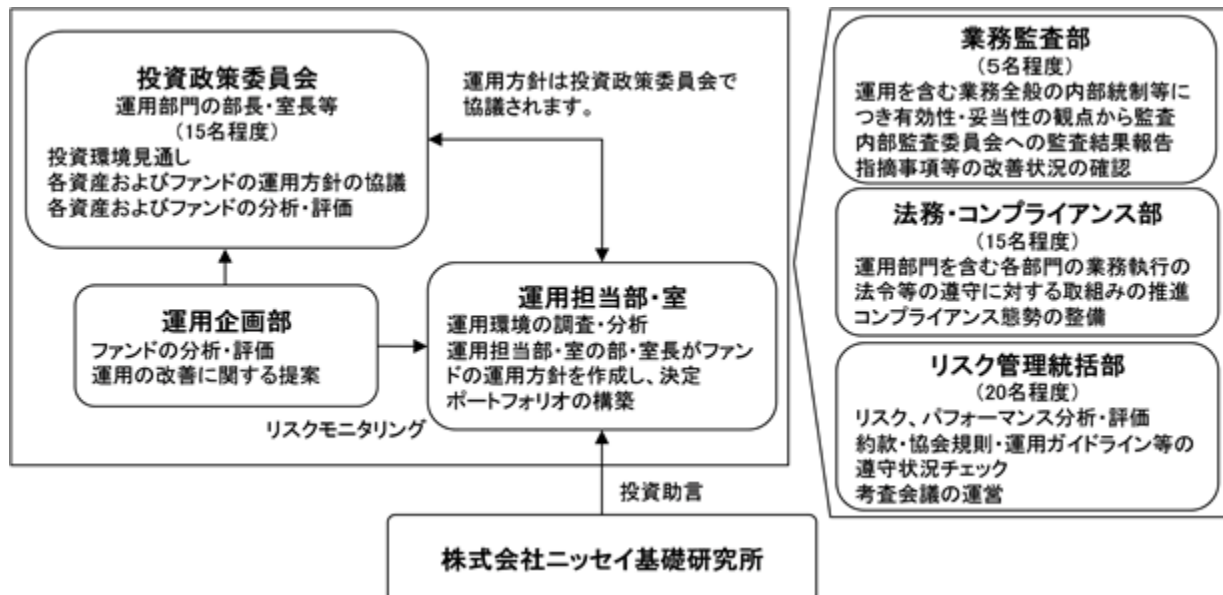 投資政策委員会
運用部門の部長・室長等
(15名程度)
投資環境見通し
各資産およびファンドの運用方針の協議
各資産およびファンドの分析・評価
運用方針は投資政策委員会で
協議されます。
運用企画部
ファンドの分析・評価
運用の改善に関する提案
運用担当部・室
運用環境の調査・分析
運用担当部・室の部・室長がファン
ドの運用方針を作成し、決定
ポートフォリオの構築
リスクモニタリング
投資助言
株式会社ニッセイ基礎研究所
業務監査部
(5名程度)
運用を含む業務全般の内部統制等に
つき有効性・妥当性の観点から監査
内部監査委員会への監査結果報告
指摘事項等の改善状況の確認
法務・コンプライアンス部
(15名程度)
運用部門を含む各部門の業務執行の
法令等の遵守に対する取組みの推進
コンプライアンス態勢の整備
リスク管理統括部
(20名程度)
リスク、パフォーマンス分析・評価
約款・協会規則・運用ガイドライン等の
遵守状況チェック
考査会議の運営